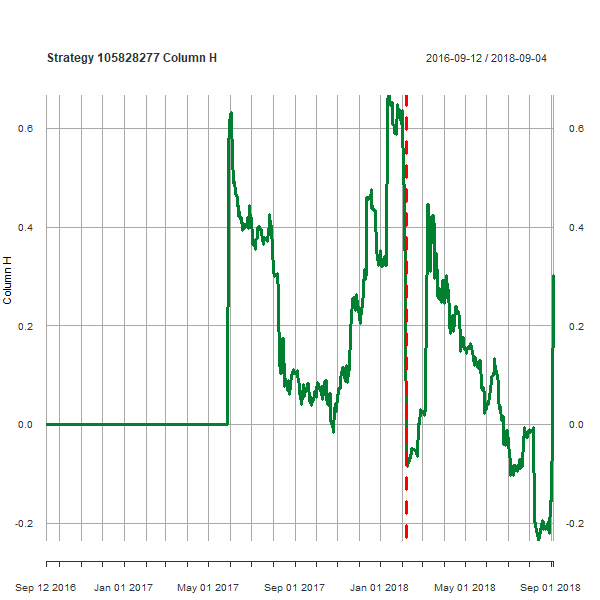 Strategy 105828277 Column H
2016-09-12 / 2018-09-04
Column H
0.6
0.4
0.2
0.0
-0.2
0.6
0.4
0.2
0.0
-0.2
Sep 12 2016
Jan 01 2017
May 01 2017
Sep 01 2017
Jan 01 2018
May 01 2018
Sep 01 2018